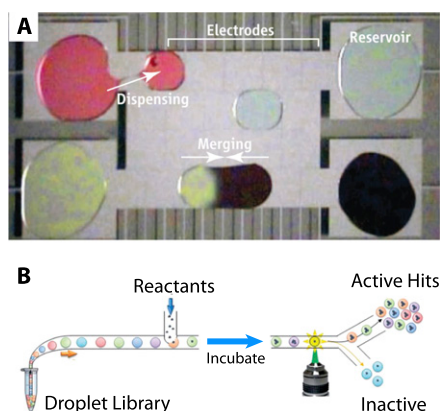 A
Electrodes
Reservoir
Dispensing
Merging
B
Reactants
Active Hits
Incubate
Droplet Library
Inactive